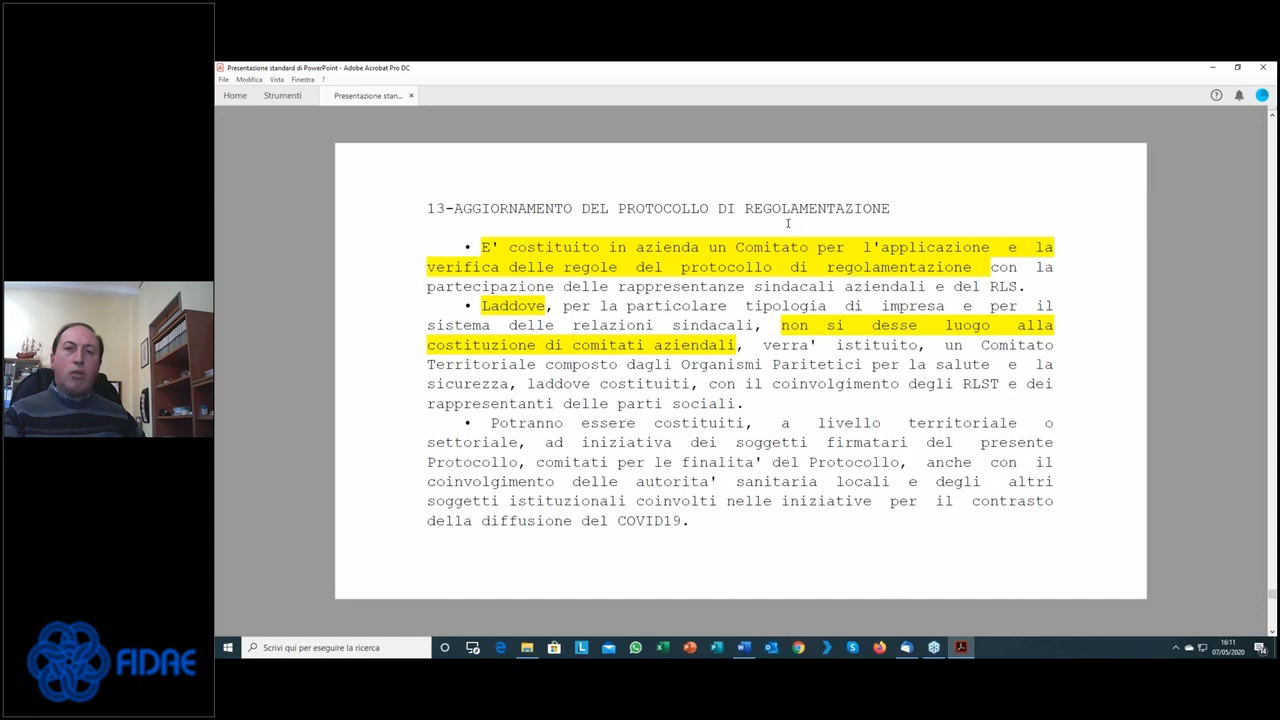 Presentazione standard di PowerPoint - Adobe Acrobat Pro DC
File Modifica Vista Finestra ?
Home Strumenti Presentazione stan... ×
13-AGGIORNAMENTO DEL PROTOCOLLO DI REGOLAMENTAZIONE
• E' costituito in azienda un Comitato per l'applicazione e la
verifica delle regole del protocollo di regolamentazione con la
partecipazione delle rappresentanze sindacali aziendali e del RLS.
• Laddove, per la particolare tipologia di impresa e per il
sistema delle relazioni sindacali, non si desse luogo alla
costituzione di comitati aziendali, verra' istituito, un Comitato
Territoriale composto dagli Organismi Paritetici per la salute e la
sicurezza, laddove costituiti, con il coinvolgimento degli RLST e dei
rappresentanti delle parti sociali.
• Potranno essere costituiti, a livello territoriale o
settoriale, ad iniziativa dei soggetti firmatari del presente
Protocollo, comitati per le finalita' del Protocollo, anche con il
coinvolgimento delle autorita' sanitaria locali e degli altri
soggetti istituzionali coinvolti nelle iniziative per il contrasto
della diffusione del COVID19.
Scrivi qui per eseguire la ricerca
16:11
07/05/2020
FIDAE